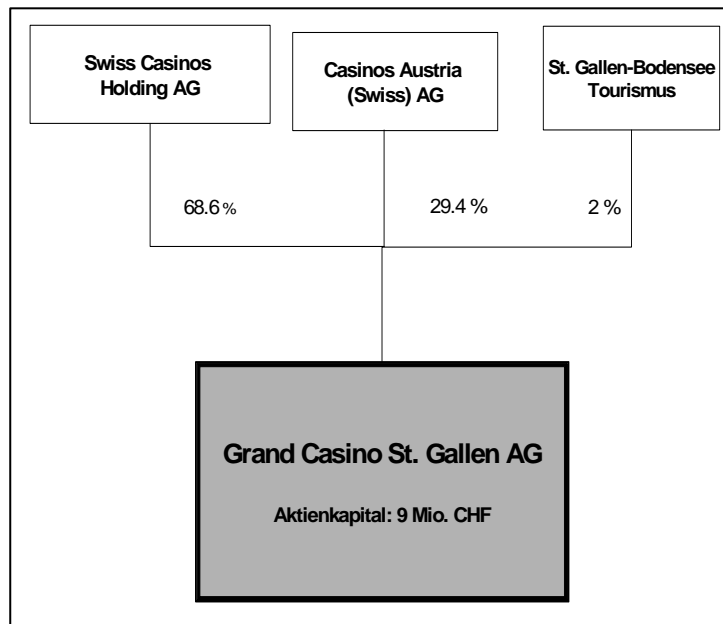 Swiss Casinos
Holding AG
Casinos Austria
(Swiss) AG
St. Gallen-Bodensee
Tourismus
68.6 %
29.4 %
2 %
Grand Casino St. Gallen AG
Aktienkapital: 9 Mio. CHF